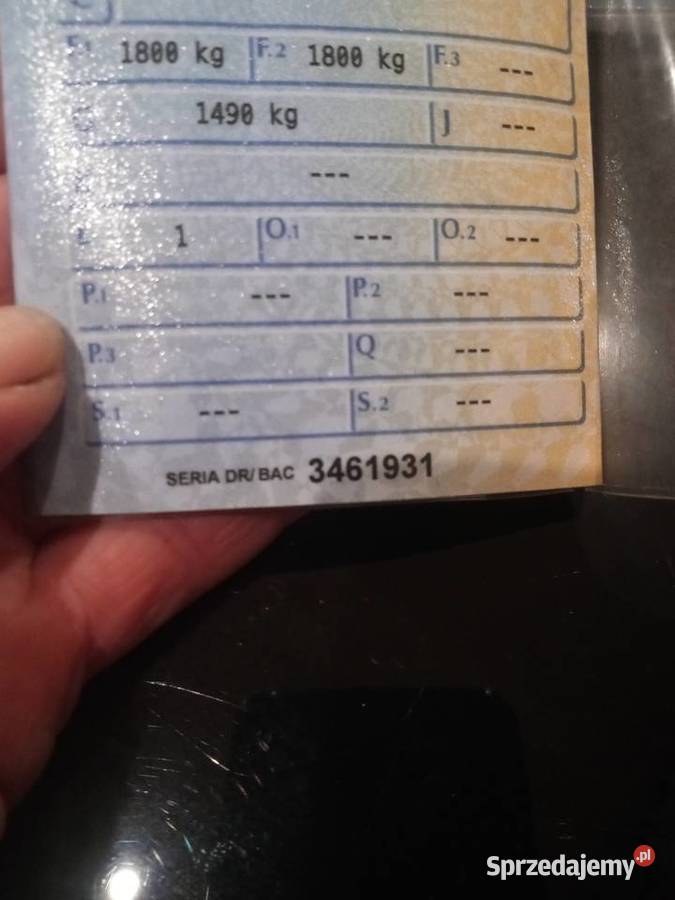 F.1 1800 kg F.2 1800 kg F.3 ---
G 1490 kg J ---
---
1 O.1 --- O.2 ---
P.1 --- P.2 ---
P.3 Q ---
S.1 --- S.2 ---
SERIA DR/BAC 3461931
Sprzedajemy.pl